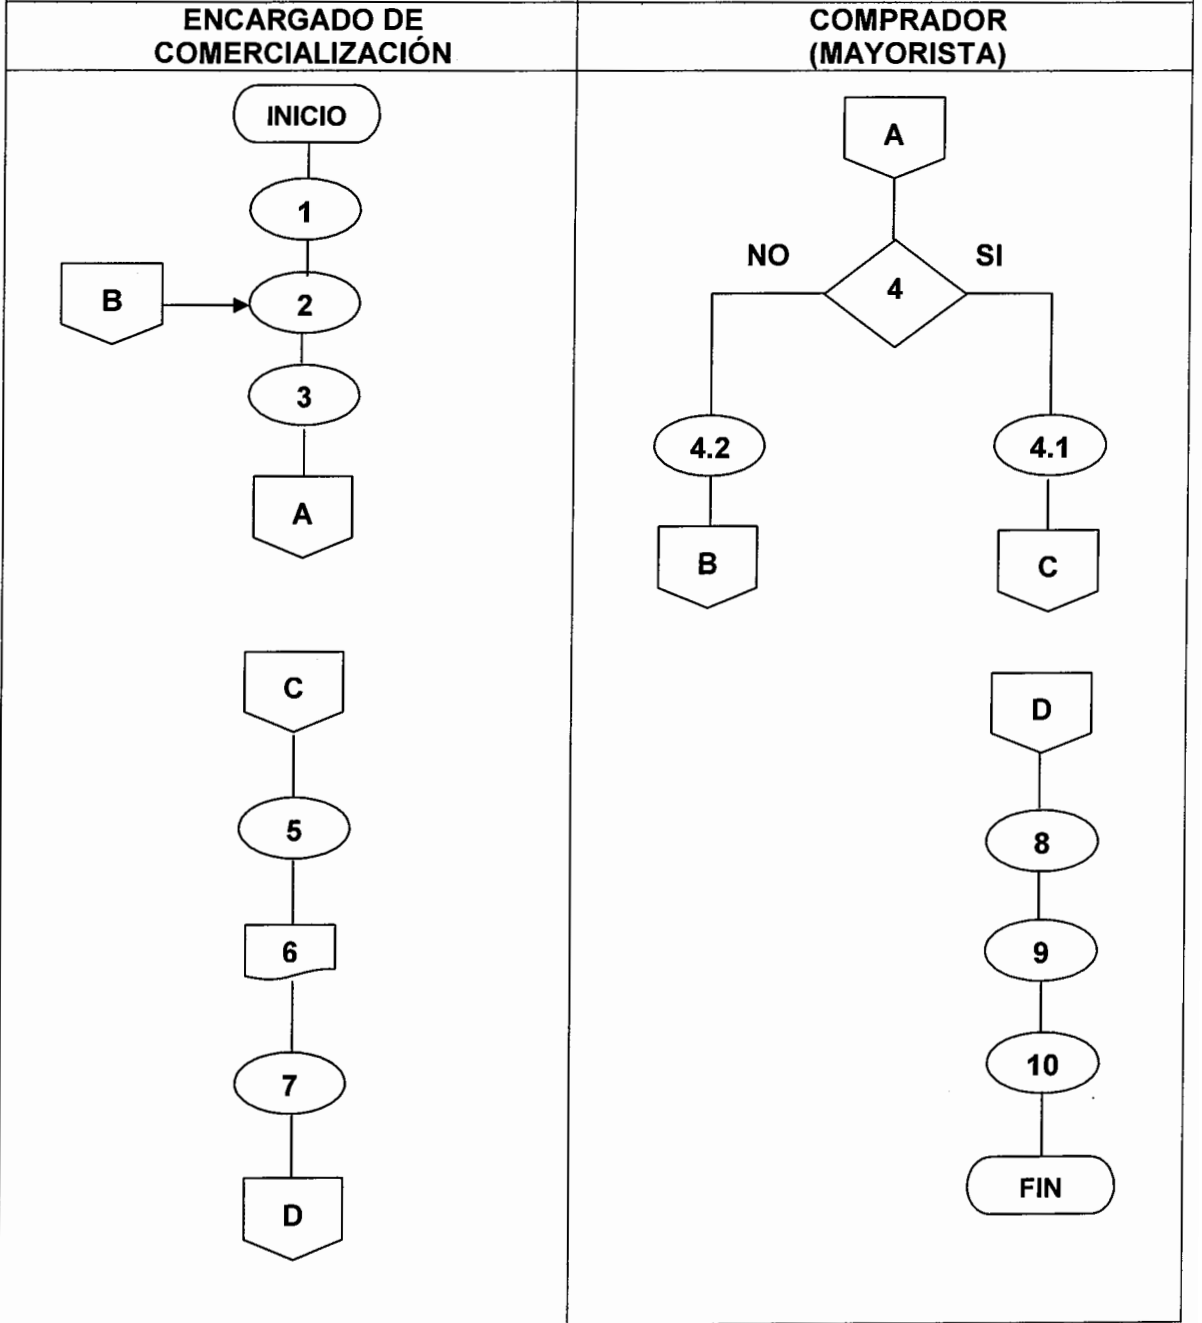 ENCARGADO DE
COMERCIALIZACIÓN
INICIO
1
B
2
3
A
C
5
6
7
D
COMPRADOR
(MAYORISTA)
A
NO
SI
4
4.2
4.1
B
C
D
8
9
10
FIN